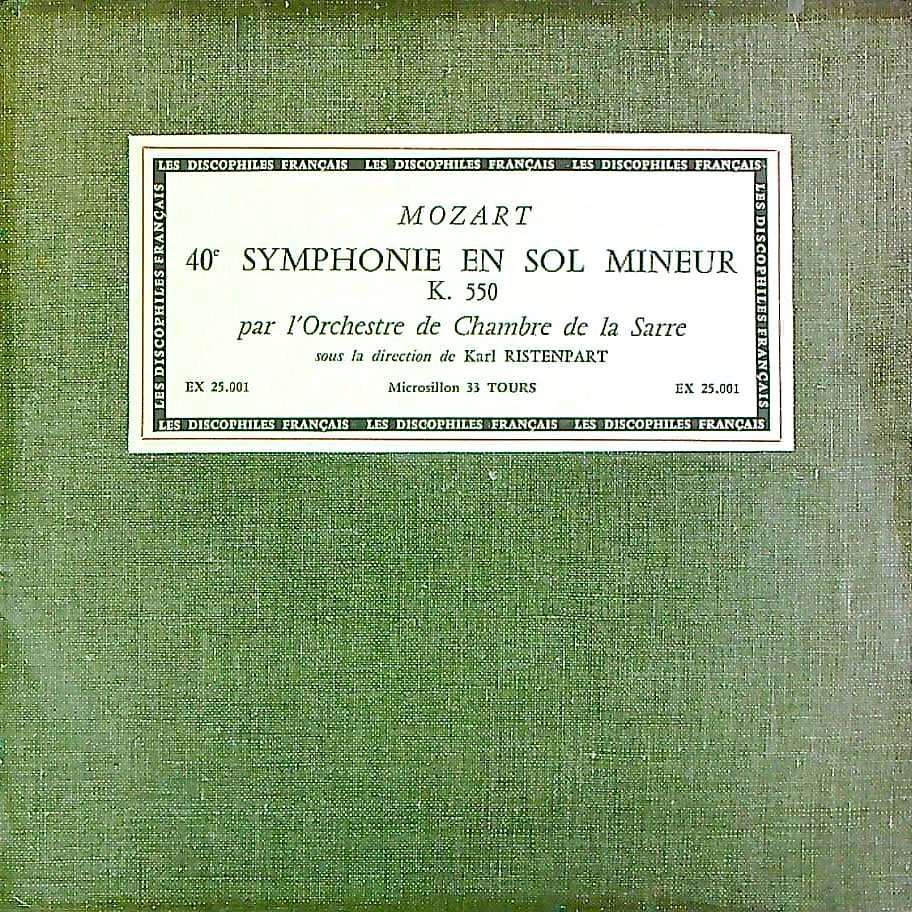 LES DISCOPHILES FRANÇAIS LES DISCOPHILES FRANÇAIS LES DISCOPHILES FRANÇAIS
LES DISCOPHILES FRANÇAIS
MOZART
40e SYMPHONIE EN SOL MINEUR
K. 550
par l'Orchestre de Chambre de la Sarre
sous la direction de Karl RISTENPART
EX 25.001 Microsillon 33 TOURS EX 25.001
LES DISCOPHILES FRANÇAIS
LES DISCOPHILES FRANÇAIS LES DISCOPHILES FRANÇAIS LES DISCOPHILES FRANÇAIS